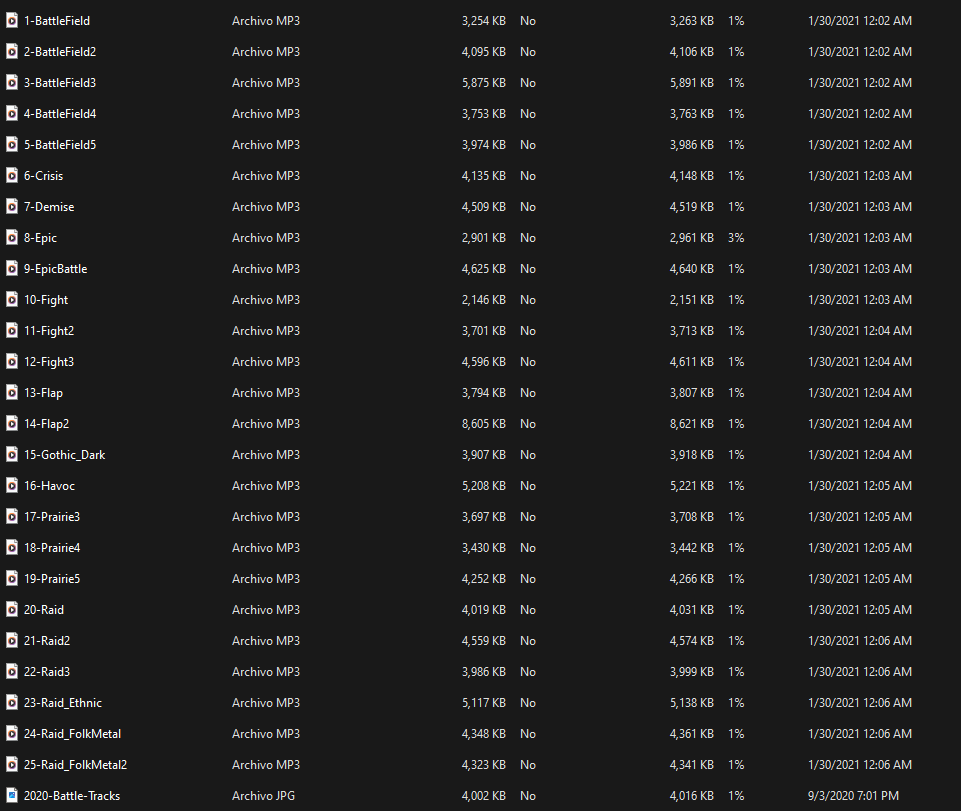 1-BattleField Archivo MP3 3,254 KB No 3,263 KB 1% 1/30/2021 12:02 AM
2-BattleField2 Archivo MP3 4,095 KB No 4,106 KB 1% 1/30/2021 12:02 AM
3-BattleField3 Archivo MP3 5,875 KB No 5,891 KB 1% 1/30/2021 12:02 AM
4-BattleField4 Archivo MP3 3,753 KB No 3,763 KB 1% 1/30/2021 12:02 AM
5-BattleField5 Archivo MP3 3,974 KB No 3,986 KB 1% 1/30/2021 12:02 AM
6-Crisis Archivo MP3 4,135 KB No 4,148 KB 1% 1/30/2021 12:03 AM
7-Demise Archivo MP3 4,509 KB No 4,519 KB 1% 1/30/2021 12:03 AM
8-Epic Archivo MP3 2,901 KB No 2,961 KB 3% 1/30/2021 12:03 AM
9-EpicBattle Archivo MP3 4,625 KB No 4,640 KB 1% 1/30/2021 12:03 AM
10-Fight Archivo MP3 2,146 KB No 2,151 KB 1% 1/30/2021 12:03 AM
11-Fight2 Archivo MP3 3,701 KB No 3,713 KB 1% 1/30/2021 12:04 AM
12-Fight3 Archivo MP3 4,596 KB No 4,611 KB 1% 1/30/2021 12:04 AM
13-Flap Archivo MP3 3,794 KB No 3,807 KB 1% 1/30/2021 12:04 AM
14-Flap2 Archivo MP3 8,605 KB No 8,621 KB 1% 1/30/2021 12:04 AM
15-Gothic_Dark Archivo MP3 3,907 KB No 3,918 KB 1% 1/30/2021 12:04 AM
16-Havoc Archivo MP3 5,208 KB No 5,221 KB 1% 1/30/2021 12:05 AM
17-Prairie3 Archivo MP3 3,697 KB No 3,708 KB 1% 1/30/2021 12:05 AM
18-Prairie4 Archivo MP3 3,430 KB No 3,442 KB 1% 1/30/2021 12:05 AM
19-Prairie5 Archivo MP3 4,252 KB No 4,266 KB 1% 1/30/2021 12:05 AM
20-Raid Archivo MP3 4,019 KB No 4,031 KB 1% 1/30/2021 12:05 AM
21-Raid2 Archivo MP3 4,559 KB No 4,574 KB 1% 1/30/2021 12:06 AM
22-Raid3 Archivo MP3 3,986 KB No 3,999 KB 1% 1/30/2021 12:06 AM
23-Raid_Ethnic Archivo MP3 5,117 KB No 5,138 KB 1% 1/30/2021 12:06 AM
24-Raid_FolkMetal Archivo MP3 4,348 KB No 4,361 KB 1% 1/30/2021 12:06 AM
25-Raid_FolkMetal2 Archivo MP3 4,323 KB No 4,341 KB 1% 1/30/2021 12:06 AM
2020-Battle-Tracks Archivo JPG 4,002 KB No 4,016 KB 1% 9/3/2020 7:01 PM